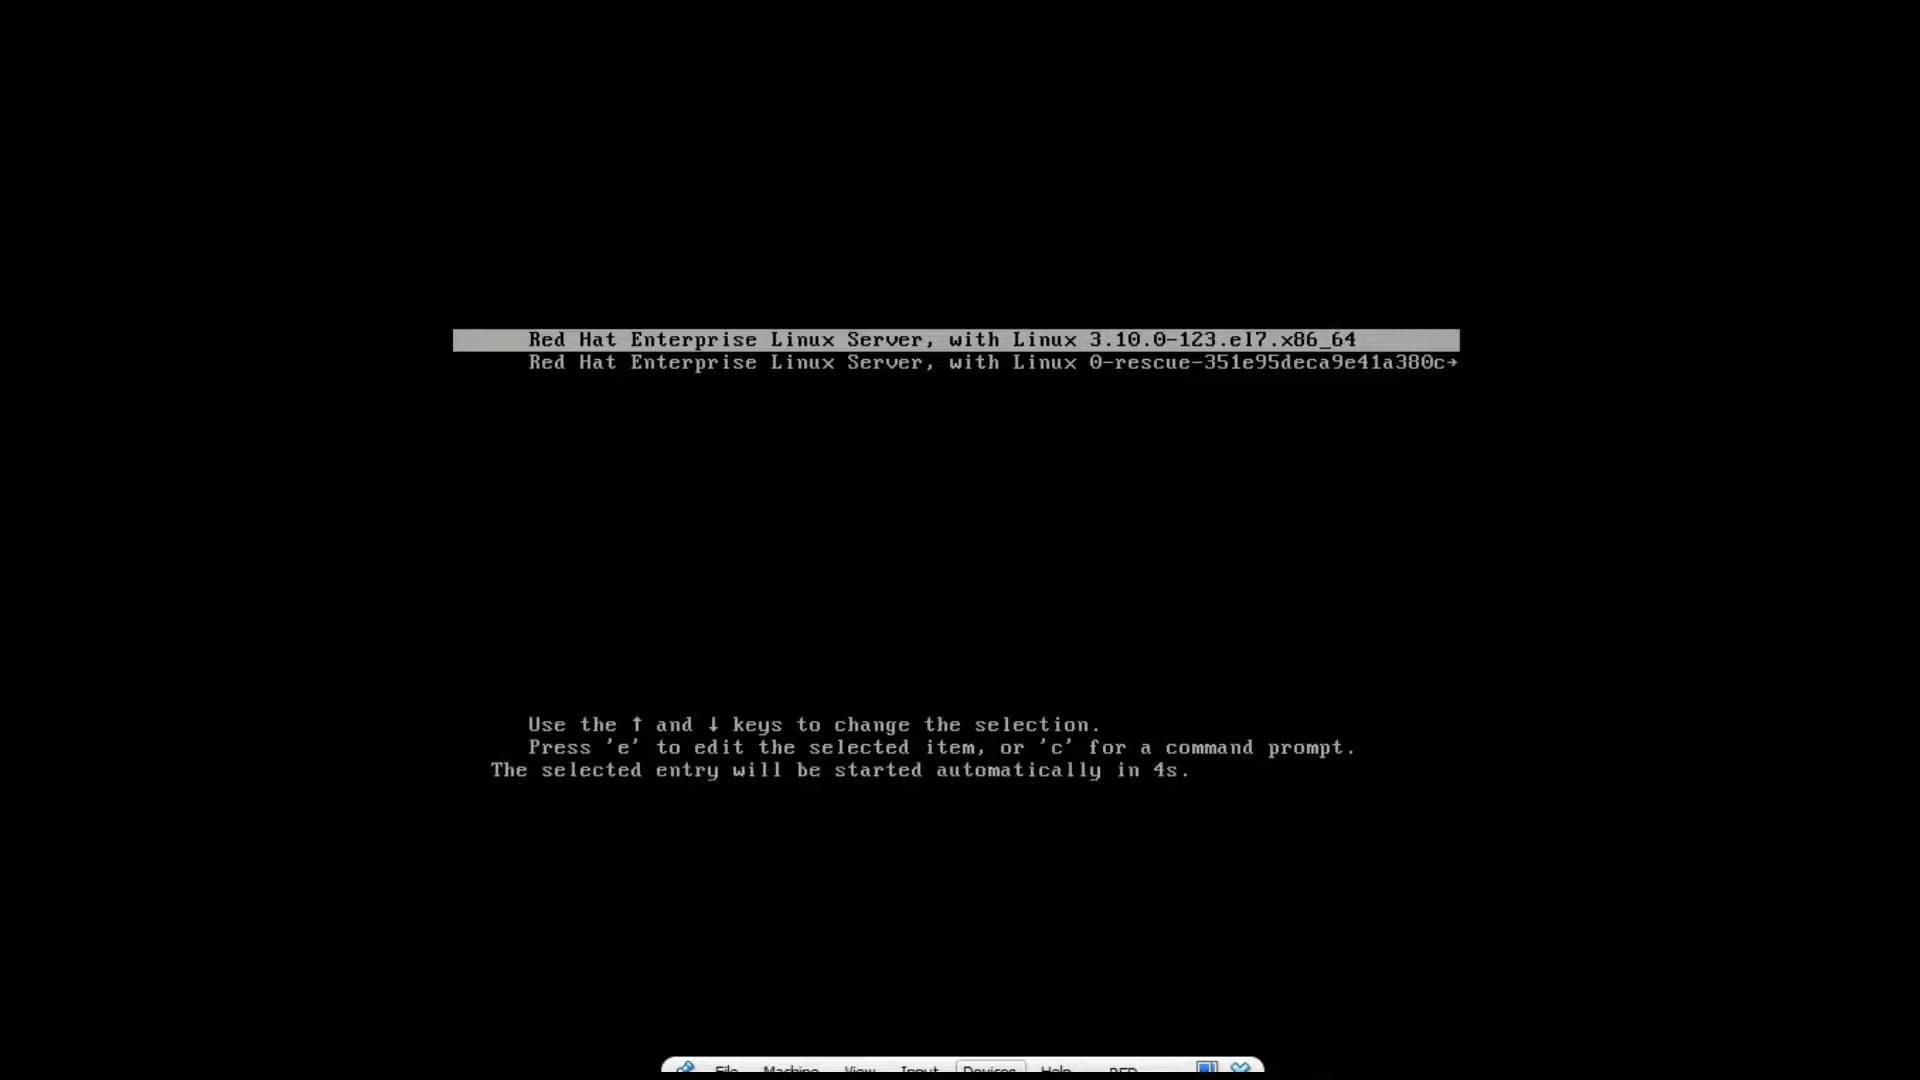 Red Hat Enterprise Linux Server, with Linux 3.10.0-123.el7.x86_64
Red Hat Enterprise Linux Server, with Linux 0-rescue-351e95deca9e41a380c→
Use the ↑ and ↓ keys to change the selection.
Press 'e' to edit the selected item, or 'c' for a command prompt.
The selected entry will be started automatically in 4s.
File Machine View Input Devices Help